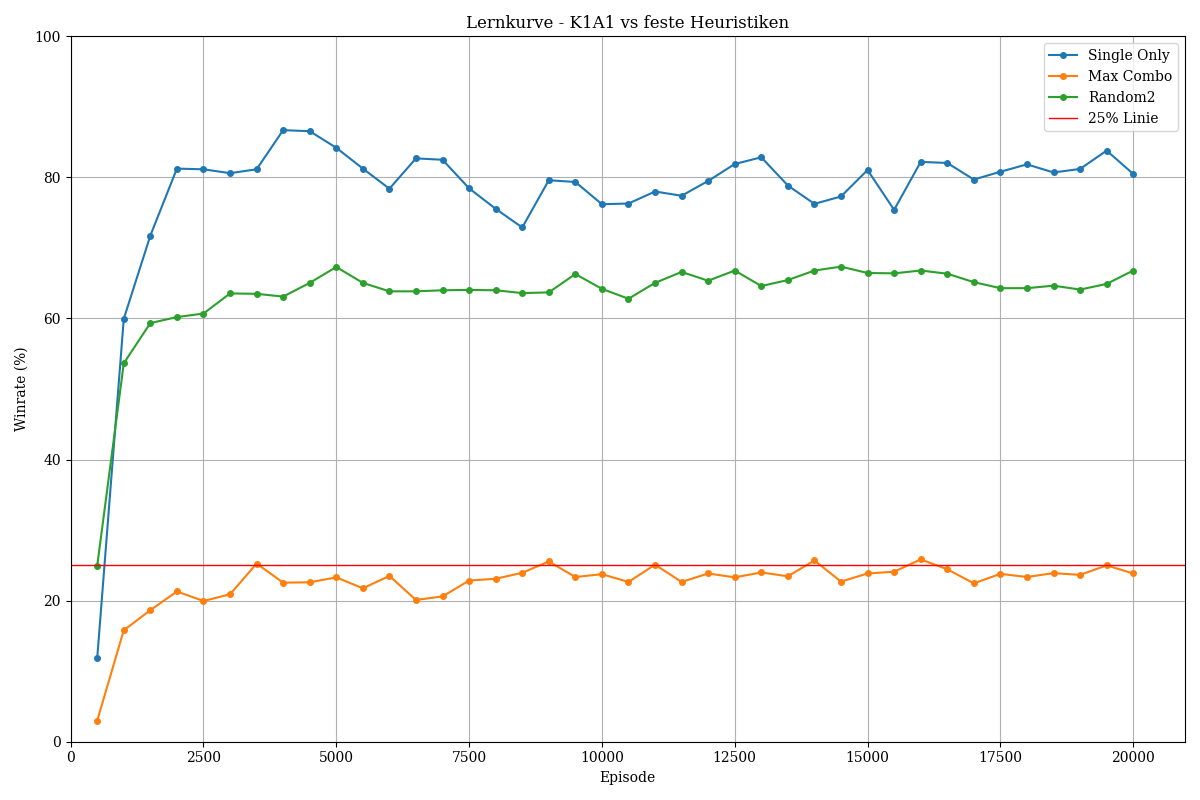 Lernkurve - K1A1 vs feste Heuristiken
Single Only
Max Combo
Random2
25% Linie
Winrate (%)
100
80
60
40
20
0
0 2500 5000 7500 10000 12500 15000 17500 20000
Episode